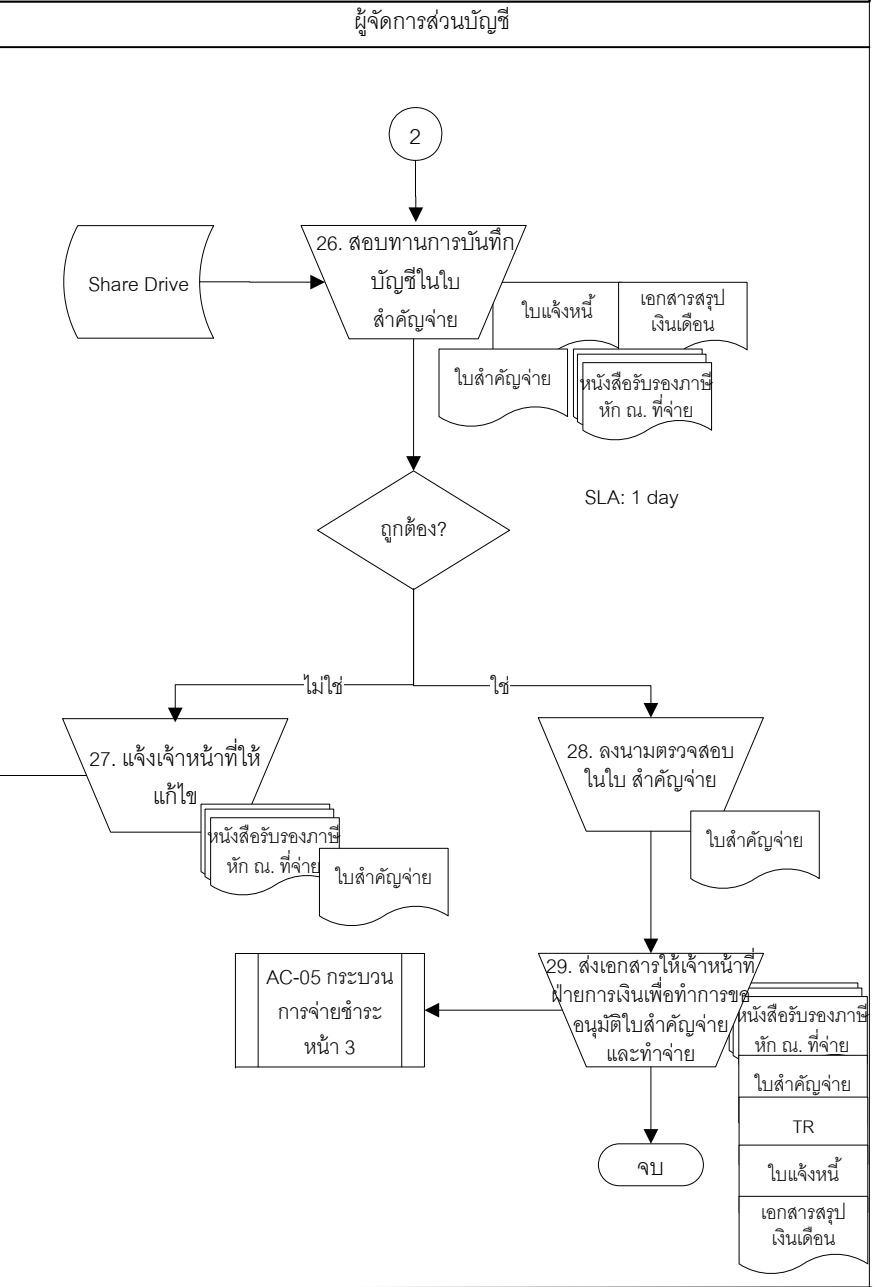 ผู้จัดการส่วนบัญชี
2
Share Drive
26. สอบทานการบันทึก
บัญชีในใบ
สำคัญจ่าย
ใบแจ้งหนี้
เอกสารสรุป
เงินเดือน
ใบสำคัญจ่าย
หนังสือรับรองภาษี
หัก ณ. ที่จ่าย
SLA: 1 day
ถูกต้อง?
ไม่ใช่
ใช่
27. แจ้งเจ้าหน้าที่ให้
แก้ไข
หนังสือรับรองภาษี
หัก ณ. ที่จ่าย
ใบสำคัญจ่าย
28. ลงนามตรวจสอบ
ในใบ สำคัญจ่าย
ใบสำคัญจ่าย
AC-05 กระบวน
การจ่ายชำระ
หน้า 3
29. ส่งเอกสารให้เจ้าหน้าที่
ฝ่ายการเงินเพื่อทำการขอ
อนุมัติใบสำคัญจ่าย
และทำจ่าย
หนังสือรับรองภาษี
หัก ณ. ที่จ่าย
ใบสำคัญจ่าย
TR
ใบแจ้งหนี้
เอกสารสรุป
เงินเดือน
จบ